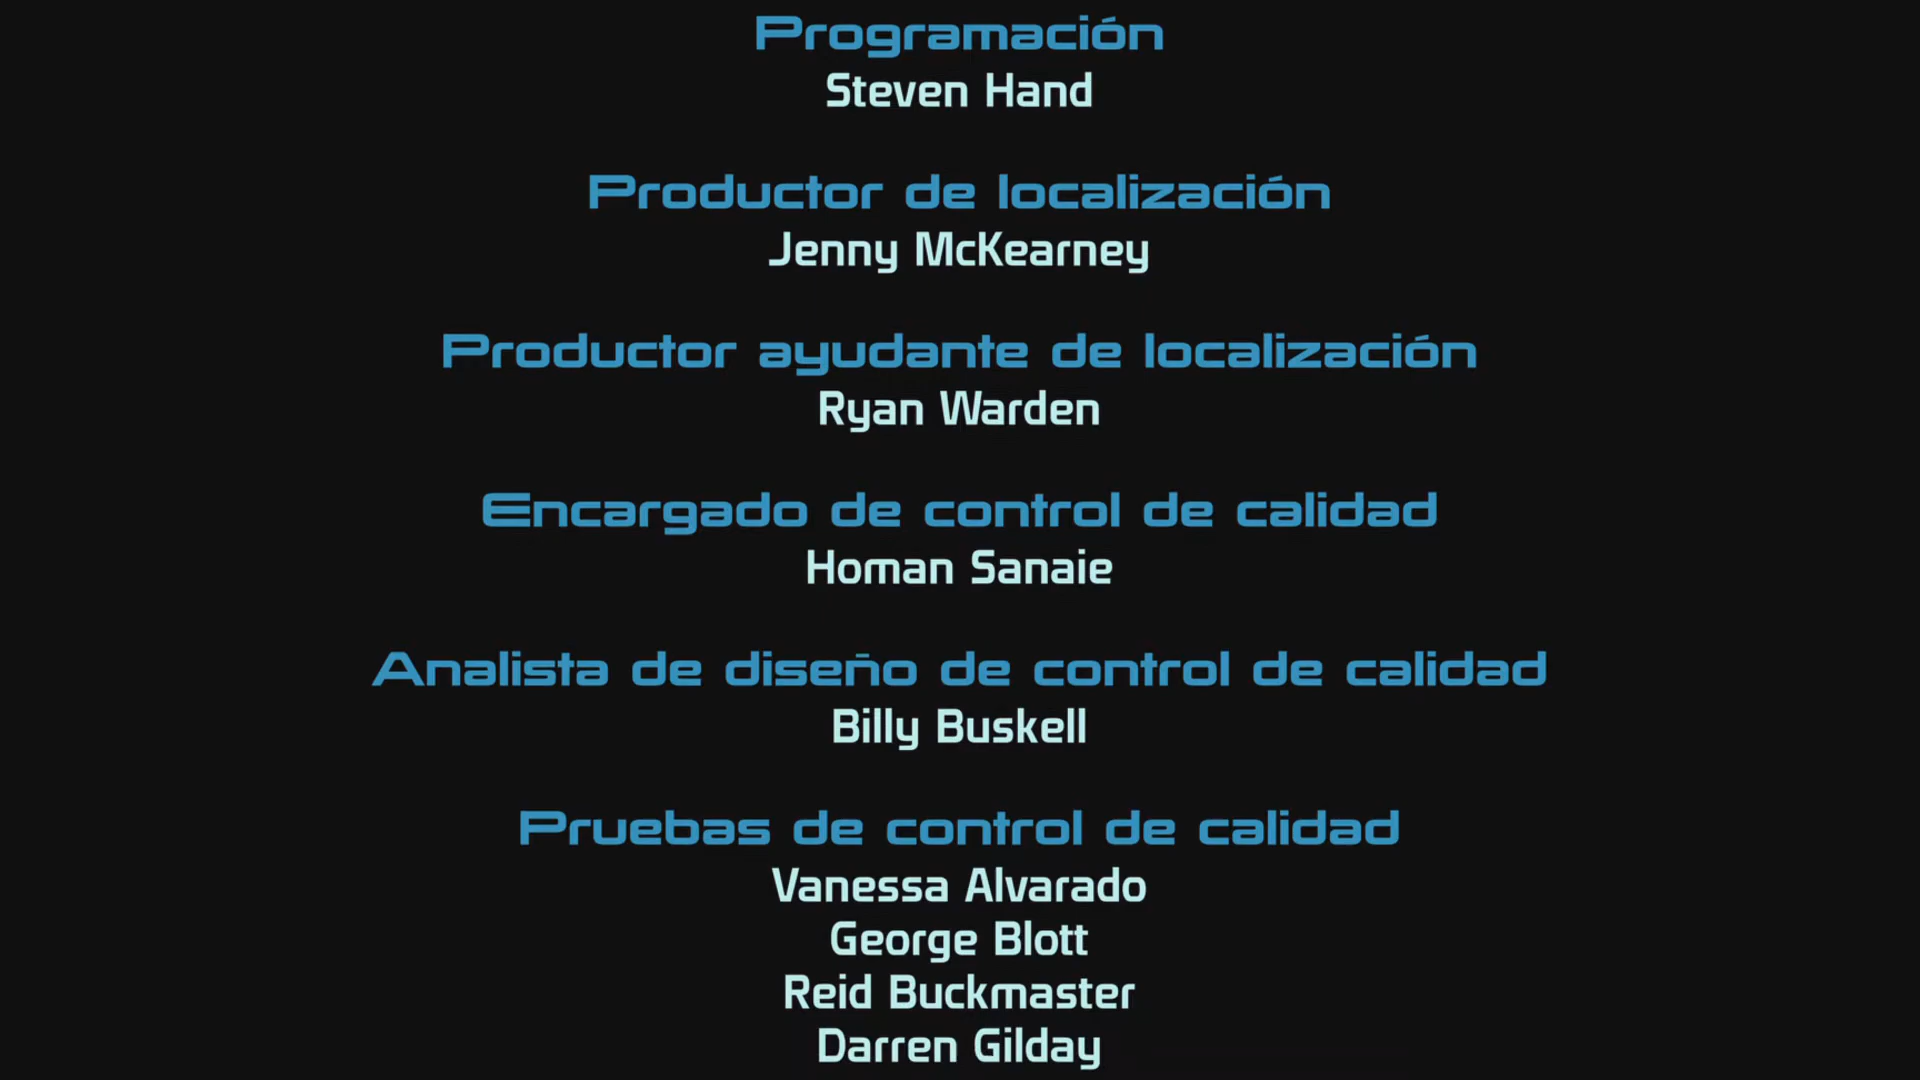 Programación
Steven Hand
Productor de localización
Jenny McKearney
Productor ayudante de localización
Ryan Warden
Encargado de control de calidad
Homan Sanaie
Analista de diseño de control de calidad
Billy Buskell
Pruebas de control de calidad
Vanessa Alvarado
George Blott
Reid Buckmaster
Darren Gilday